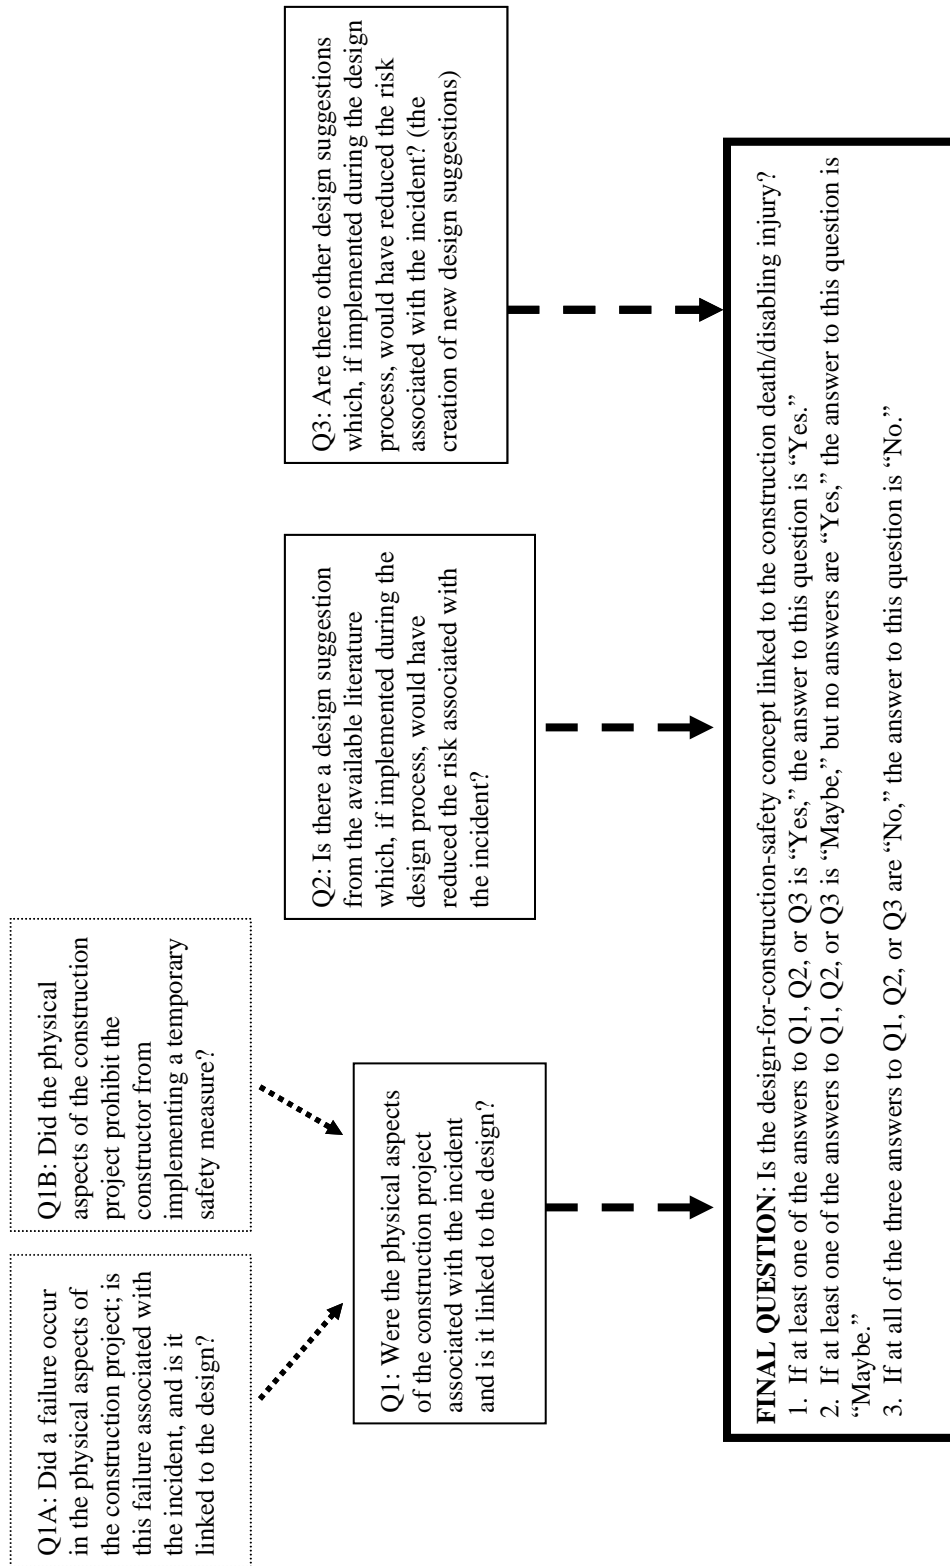 Q1A: Did a failure occur
in the physical aspects of
the construction project; is
this failure associated with
the incident, and is it
linked to the design?
Q1B: Did the physical
aspects of the construction
project prohibit the
constructor from
implementing a temporary
safety measure?
Q1: Were the physical aspects
of the construction project
associated with the incident
and is it linked to the design?
Q2: Is there a design suggestion
from the available literature
which, if implemented during the
design process, would have
reduced the risk associated with
the incident?
Q3: Are there other design suggestions
which, if implemented during the design
process, would have reduced the risk
associated with the incident? (the
creation of new design suggestions)
FINAL QUESTION: Is the design-for-construction-safety concept linked to the construction death/disabling injury?
1. If at least one of the answers to Q1, Q2, or Q3 is “Yes,” the answer to this question is “Yes.”
2. If at least one of the answers to Q1, Q2, or Q3 is “Maybe,” but no answers are “Yes,” the answer to this question is
“Maybe.”
3. If at all of the three answers to Q1, Q2, or Q3 are “No,” the answer to this question is “No.”